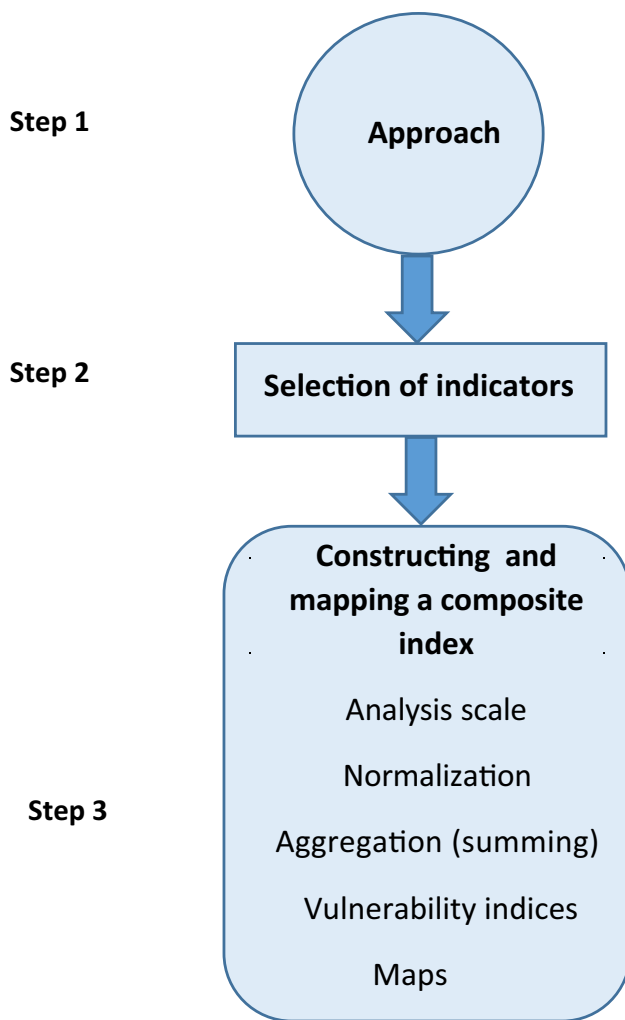 Step 1
Approach
Step 2
Selection of indicators
Constructing and
mapping a composite
index
Analysis scale
Normalization
Step 3
Aggregation (summing)
Vulnerability indices
Maps